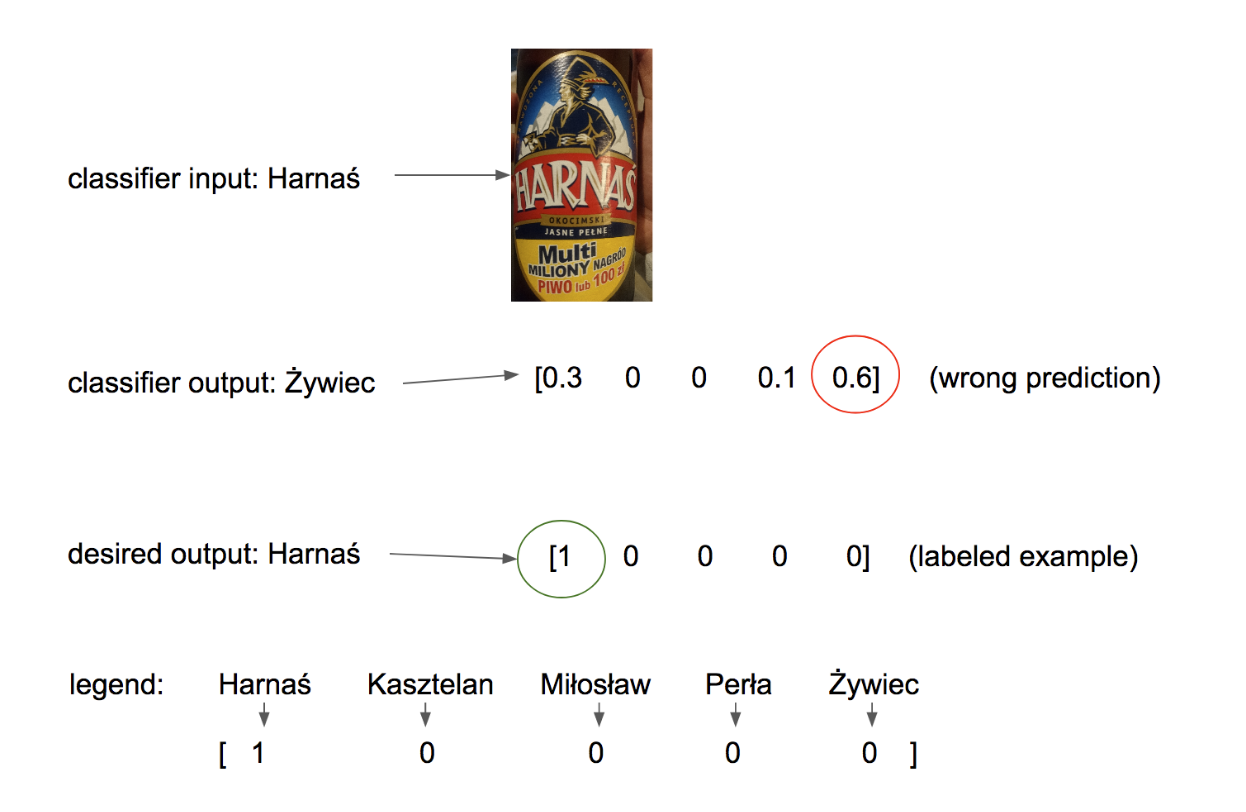 classifier input: Harnaś
RECEPTURA
HARNAŚ
OKOCIMSKI
JASNE PEŁNE
Multi
MILIONY NAGRÓD
PIWO lub 100 zł
classifier output: Żywiec [0.3 0 0 0.1 0.6] (wrong prediction)
desired output: Harnaś [1 0 0 0 0] (labeled example)
legend: Harnaś Kasztelan Miłosław Perła Żywiec
[ 1 0 0 0 0 ]